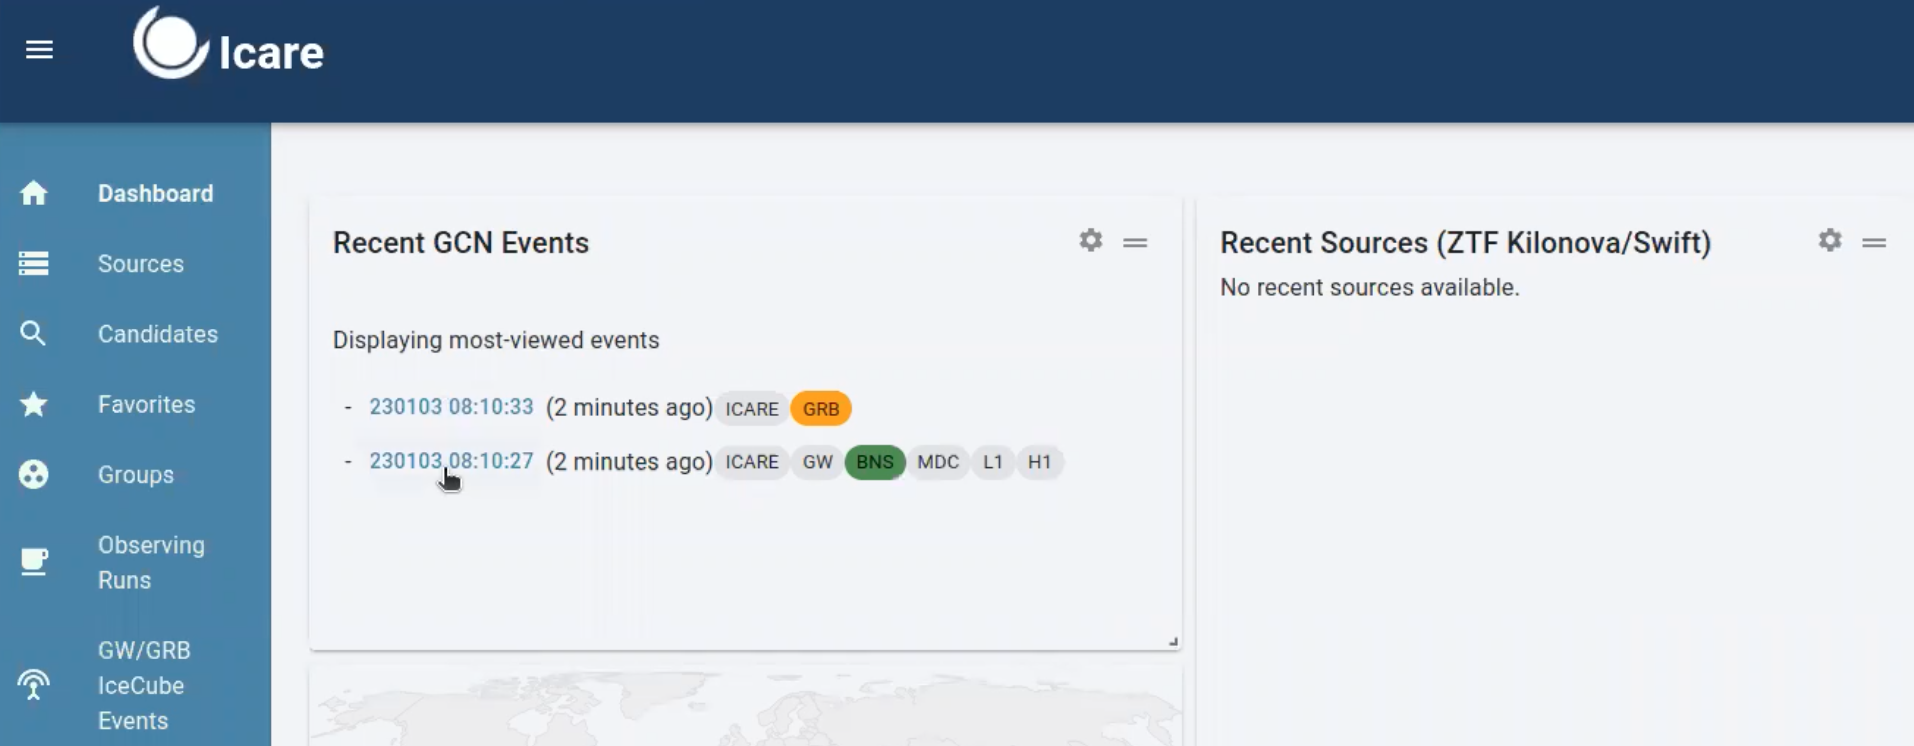 Icare
Dashboard
Sources
Candidates
Favorites
Groups
Observing
Runs
GW/GRB
IceCube
Events
Recent GCN Events
Displaying most-viewed events
- 230103 08:10:33 (2 minutes ago) ICARE GRB
- 230103 08:10:27 (2 minutes ago) ICARE GW BNS MDC L1 H1
Recent Sources (ZTF Kilonova/Swift)
No recent sources available.